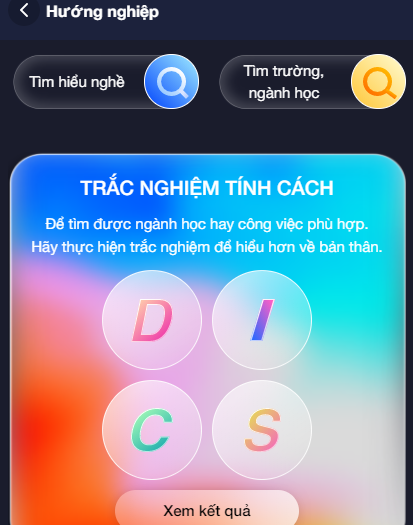 Hướng nghiệp
Tìm hiểu nghề
Tìm trường,
ngành học
TRẮC NGHIỆM TÍNH CÁCH
Để tìm được ngành học hay công việc phù hợp.
Hãy thực hiện trắc nghiệm để hiểu hơn về bản thân.
D I
C S
Xem kết quả